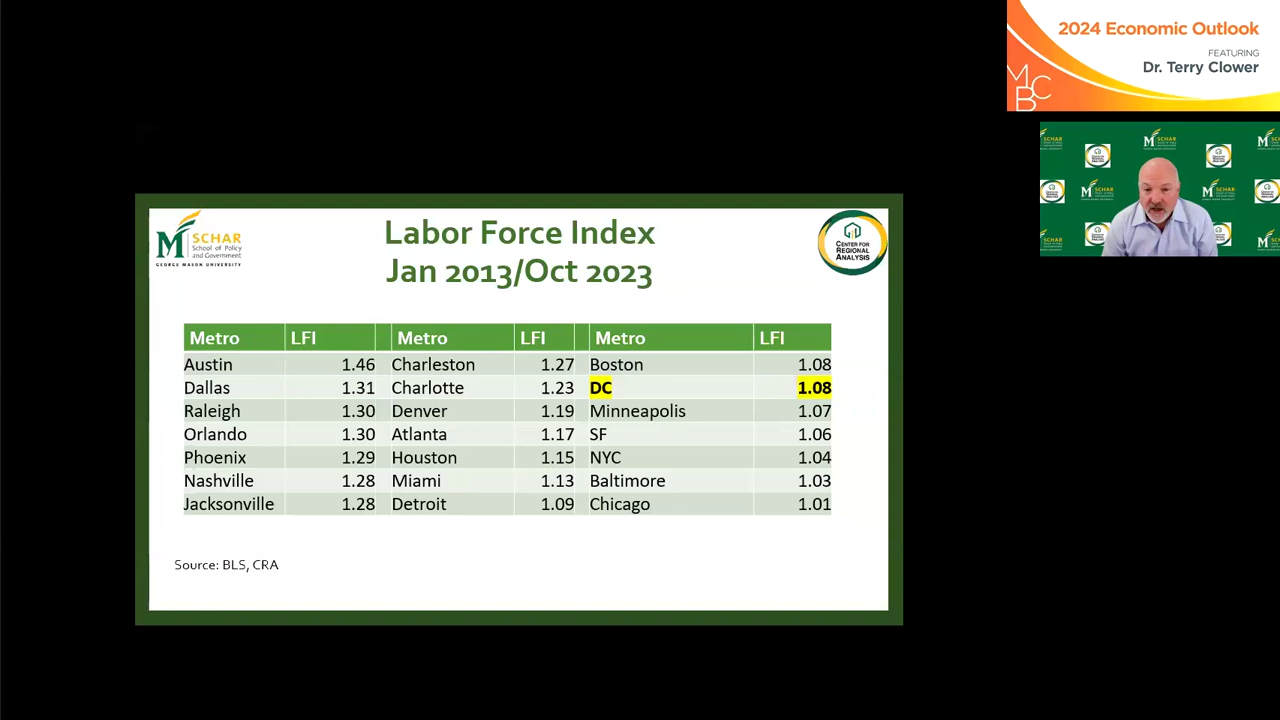 2024 Economic Outlook
FEATURING
Dr. Terry Clower
MCB
SCHAR
School of Policy
and Government
GEORGE MASON UNIVERSITY
Labor Force Index
Jan 2013/Oct 2023
CENTER FOR
REGIONAL
ANALYSIS
Metro LFI Metro LFI Metro LFI
Austin 1.46 Charleston 1.27 Boston 1.08
Dallas 1.31 Charlotte 1.23 DC 1.08
Raleigh 1.30 Denver 1.19 Minneapolis 1.07
Orlando 1.30 Atlanta 1.17 SF 1.06
Phoenix 1.29 Houston 1.15 NYC 1.04
Nashville 1.28 Miami 1.13 Baltimore 1.03
Jacksonville 1.28 Detroit 1.09 Chicago 1.01
Source: BLS, CRA
SCHAR
SCHAR
SCHAR